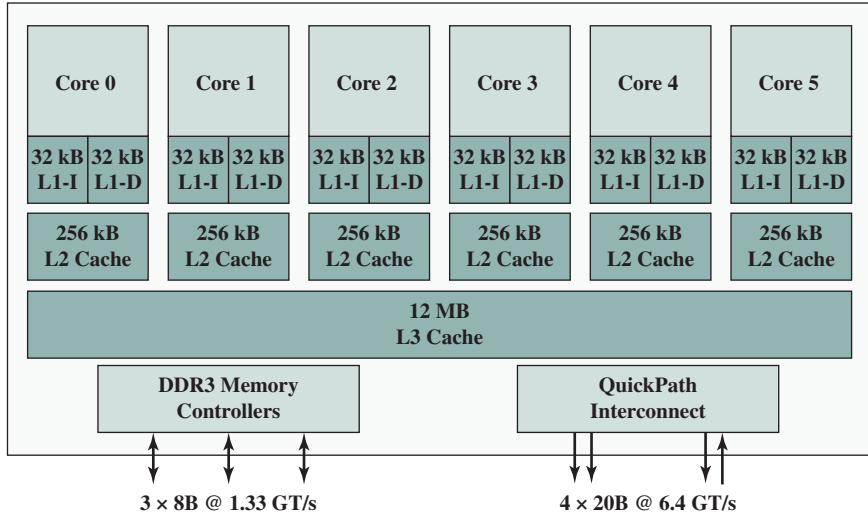 Core 0
Core 1
Core 2
Core 3
Core 4
Core 5
32 kB
L1-I
32 kB
L1-D
32 kB
L1-I
32 kB
L1-D
32 kB
L1-I
32 kB
L1-D
32 kB
L1-I
32 kB
L1-D
32 kB
L1-I
32 kB
L1-D
32 kB
L1-I
32 kB
L1-D
256 kB
L2 Cache
256 kB
L2 Cache
256 kB
L2 Cache
256 kB
L2 Cache
256 kB
L2 Cache
256 kB
L2 Cache
12 MB
L3 Cache
DDR3 Memory
Controllers
QuickPath
Interconnect
3 × 8B @ 1.33 GT/s
4 × 20B @ 6.4 GT/s